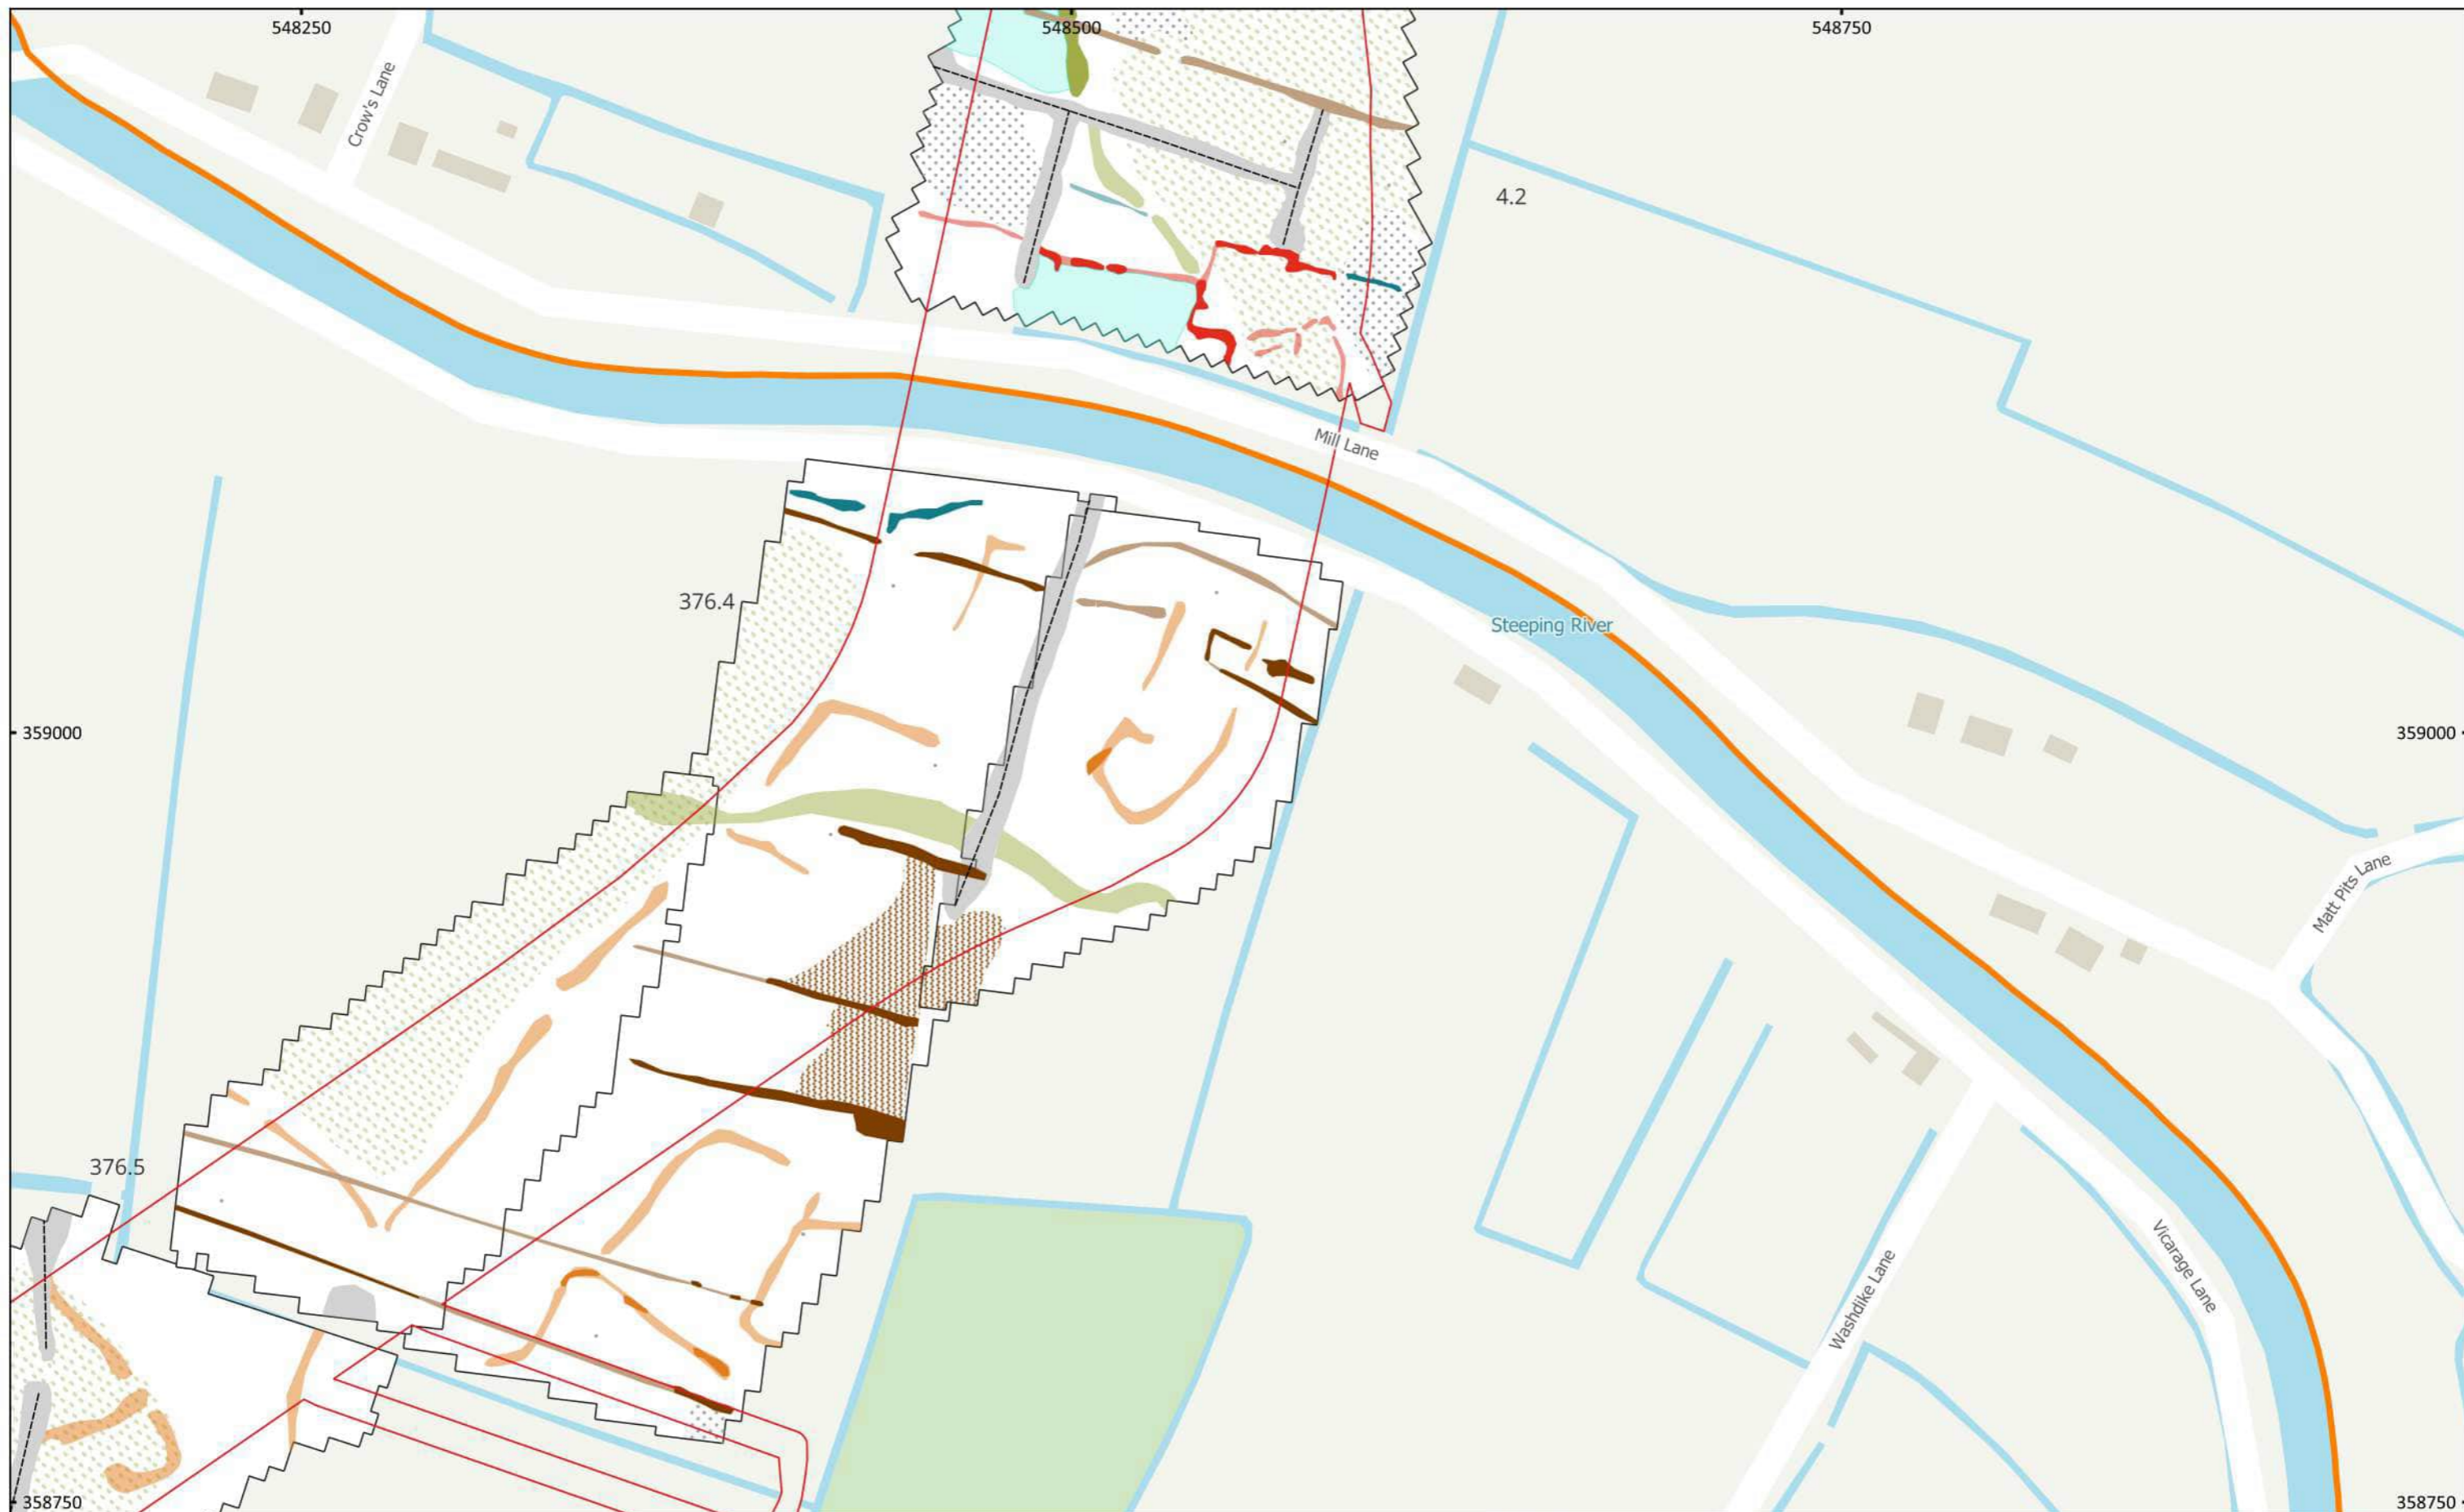 548250
548500
548750
Crow's Lane
4.2
Mill Lane
376.4
Steeping River
359000
359000
Matt Pits Lane
376.5
Washdike Lane
Vicarage Lane
358750
358750